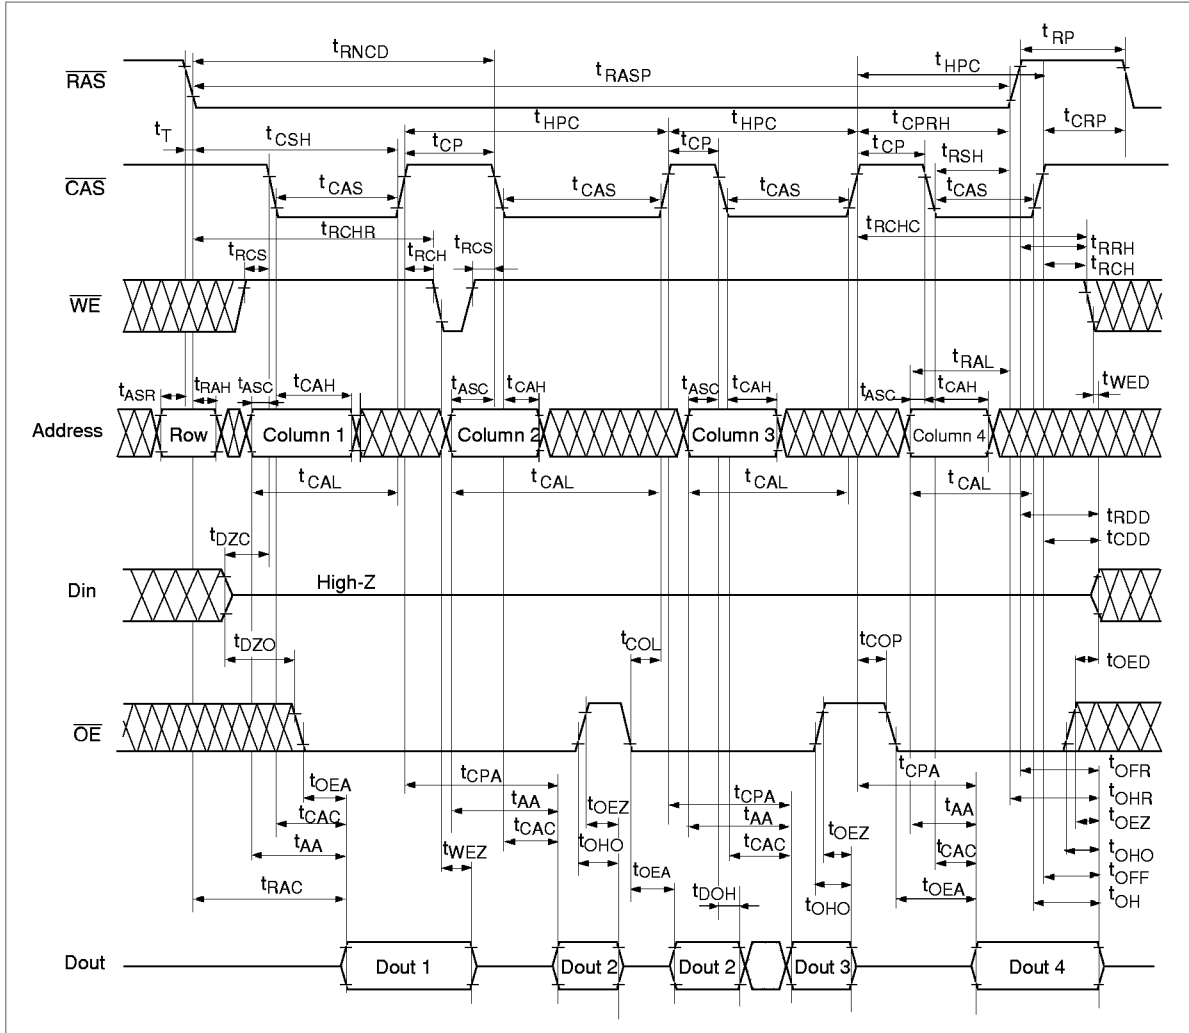 tRP
tRNCD
tHPC
RAS
tRASP
tT
tCSH
tHPC
tHPC
tCPRH
tCRP
tCP
tCP
tCP
tRSH
CAS
tCAS
tCAS
tCAS
tCAS
tRCHR
tRCHC
tRCS
tRCH
tRCS
tRRH
tRCH
WE
tRAL
tASR
tRAH
tASC
tCAH
tASC
tCAH
tASC
tCAH
tASC
tCAH
tWED
Address
Row
Column 1
Column 2
Column 3
Column 4
tCAL
tCAL
tCAL
tCAL
tRDD
tCDD
tDZC
Din
High-Z
tDZO
tCOL
tCOP
tOED
OE
tOEA
tCPA
tCPA
tCPA
tOFR
tOHR
tCAC
tAA
tOEZ
tAA
tOEZ
tAA
tOEZ
tAA
tCAC
tWEZ
tOHO
tCAC
tCAC
tOHO
tOFF
tRAC
tOEA
tDOH
tOHO
tOEA
tOH
Dout
Dout 1
Dout 2
Dout 2
Dout 3
Dout 4